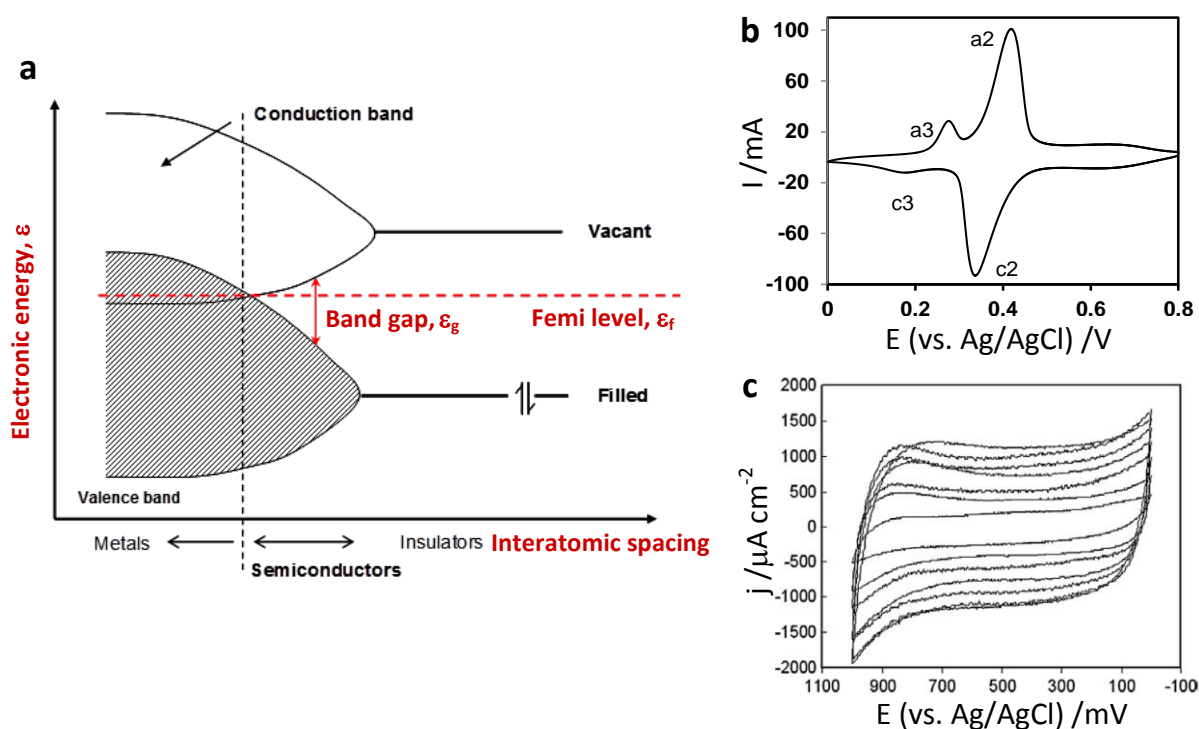 a
Electronic energy, ε
Conduction band
Vacant
Band gap, εg
Femi level, εf
Filled
Valence band
Metals
Insulators
Interatomic spacing
Semiconductors
b
I /mA
100
60
20
-20
-60
-100
a2
a3
c3
c2
0 0.2 0.4 0.6 0.8
E (vs. Ag/AgCl) /V
c
j /μA cm-2
2000
1500
1000
500
0
-500
-1000
-1500
-2000
1100 900 700 500 300 100 -100
E (vs. Ag/AgCl) /mV